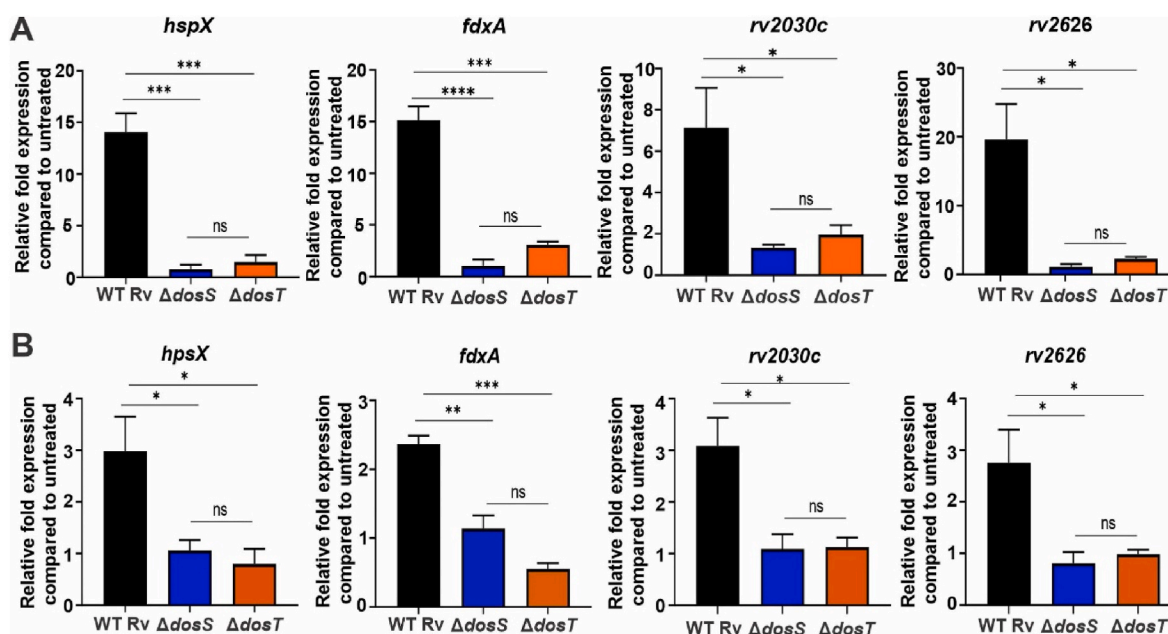 A
hspX
Relative fold expression
compared to untreated
20
15
10
5
0
***
***
ns
WT Rv ΔdosS ΔdosT
fdxA
Relative fold expression
compared to untreated
20
15
10
5
0
***
****
ns
WT Rv ΔdosS ΔdosT
rv2030c
Relative fold expression
compared to untreated
10
8
6
4
2
0
*
*
ns
WT Rv ΔdosS ΔdosT
rv2626
Relative fold expression
compared to untreated
30
20
10
0
*
*
ns
WT Rv ΔdosS ΔdosT
B
hpsX
Relative fold expression
compared to untreated
4
3
2
1
0
*
*
ns
WT Rv ΔdosS ΔdosT
fdxA
Relative fold expression
compared to untreated
3
2
1
0
***
**
ns
WT Rv ΔdosS ΔdosT
rv2030c
Relative fold expression
compared to untreated
4
3
2
1
0
*
*
ns
WT Rv ΔdosS ΔdosT
rv2626
Relative fold expression
compared to untreated
4
3
2
1
0
*
*
ns
WT Rv ΔdosS ΔdosT